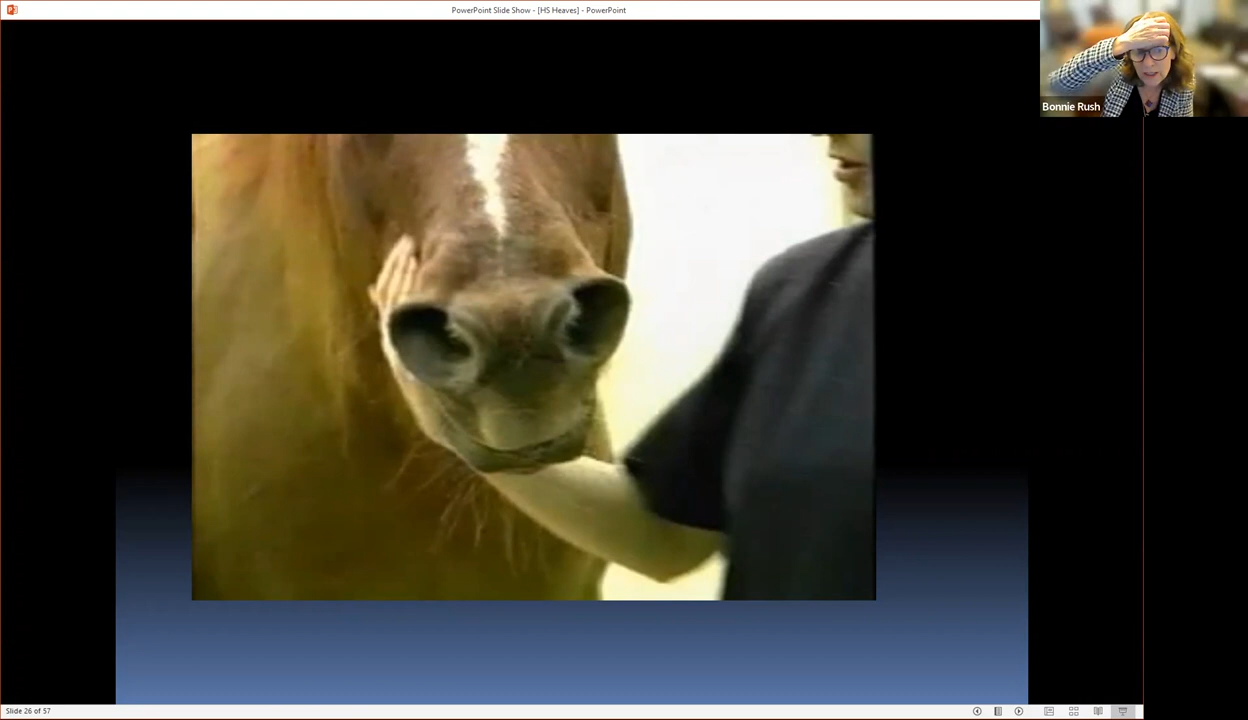 PowerPoint Slide Show - [HS Heaves] - PowerPoint
Bonnie Rush
Slide 26 of 57